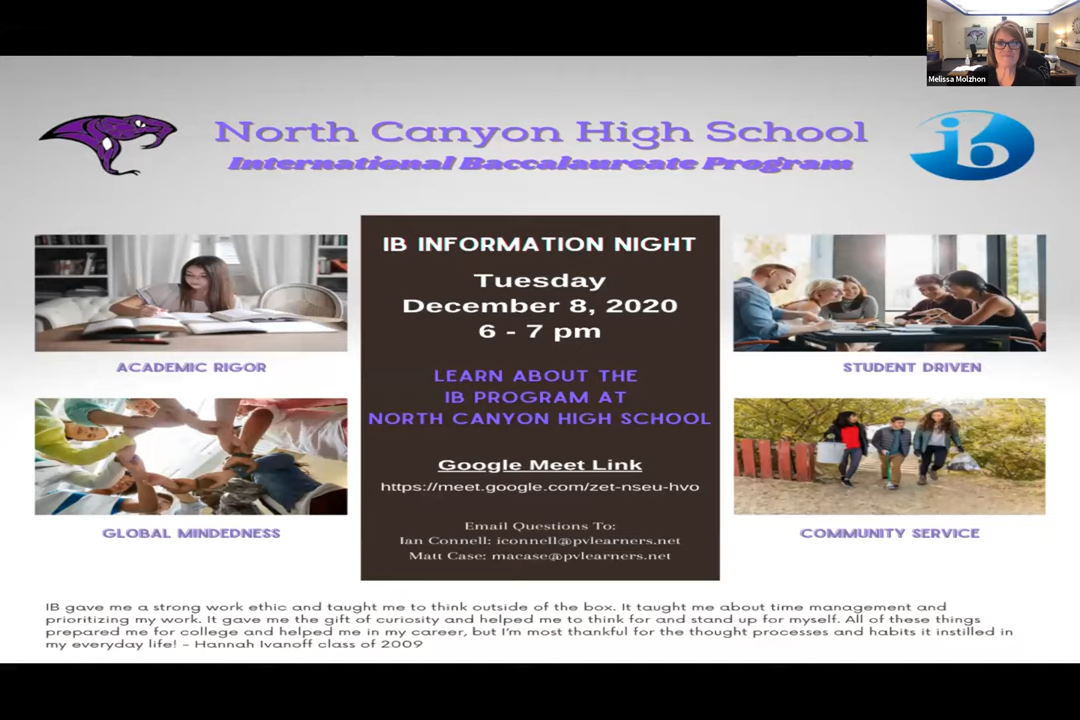 Melissa Molzhon
North Canyon High School
International Baccalaureate Program
ib
IB INFORMATION NIGHT
Tuesday
December 8, 2020
6 - 7 pm
LEARN ABOUT THE
IB PROGRAM AT
NORTH CANYON HIGH SCHOOL
Google Meet Link
https://meet.google.com/zet-nseu-hvo
Email Questions To:
Ian Connell: iconnell@pvlearners.net
Matt Case: macase@pvlearners.net
ACADEMIC RIGOR
STUDENT DRIVEN
GLOBAL MINDEDNESS
COMMUNITY SERVICE
IB gave me a strong work ethic and taught me to think outside of the box. It taught me about time management and
prioritizing my work. It gave me the gift of curiosity and helped me to think for and stand up for myself. All of these things
prepared me for college and helped me in my career, but I'm most thankful for the thought processes and habits it instilled in
my everyday life! - Hannah Ivanoff class of 2009